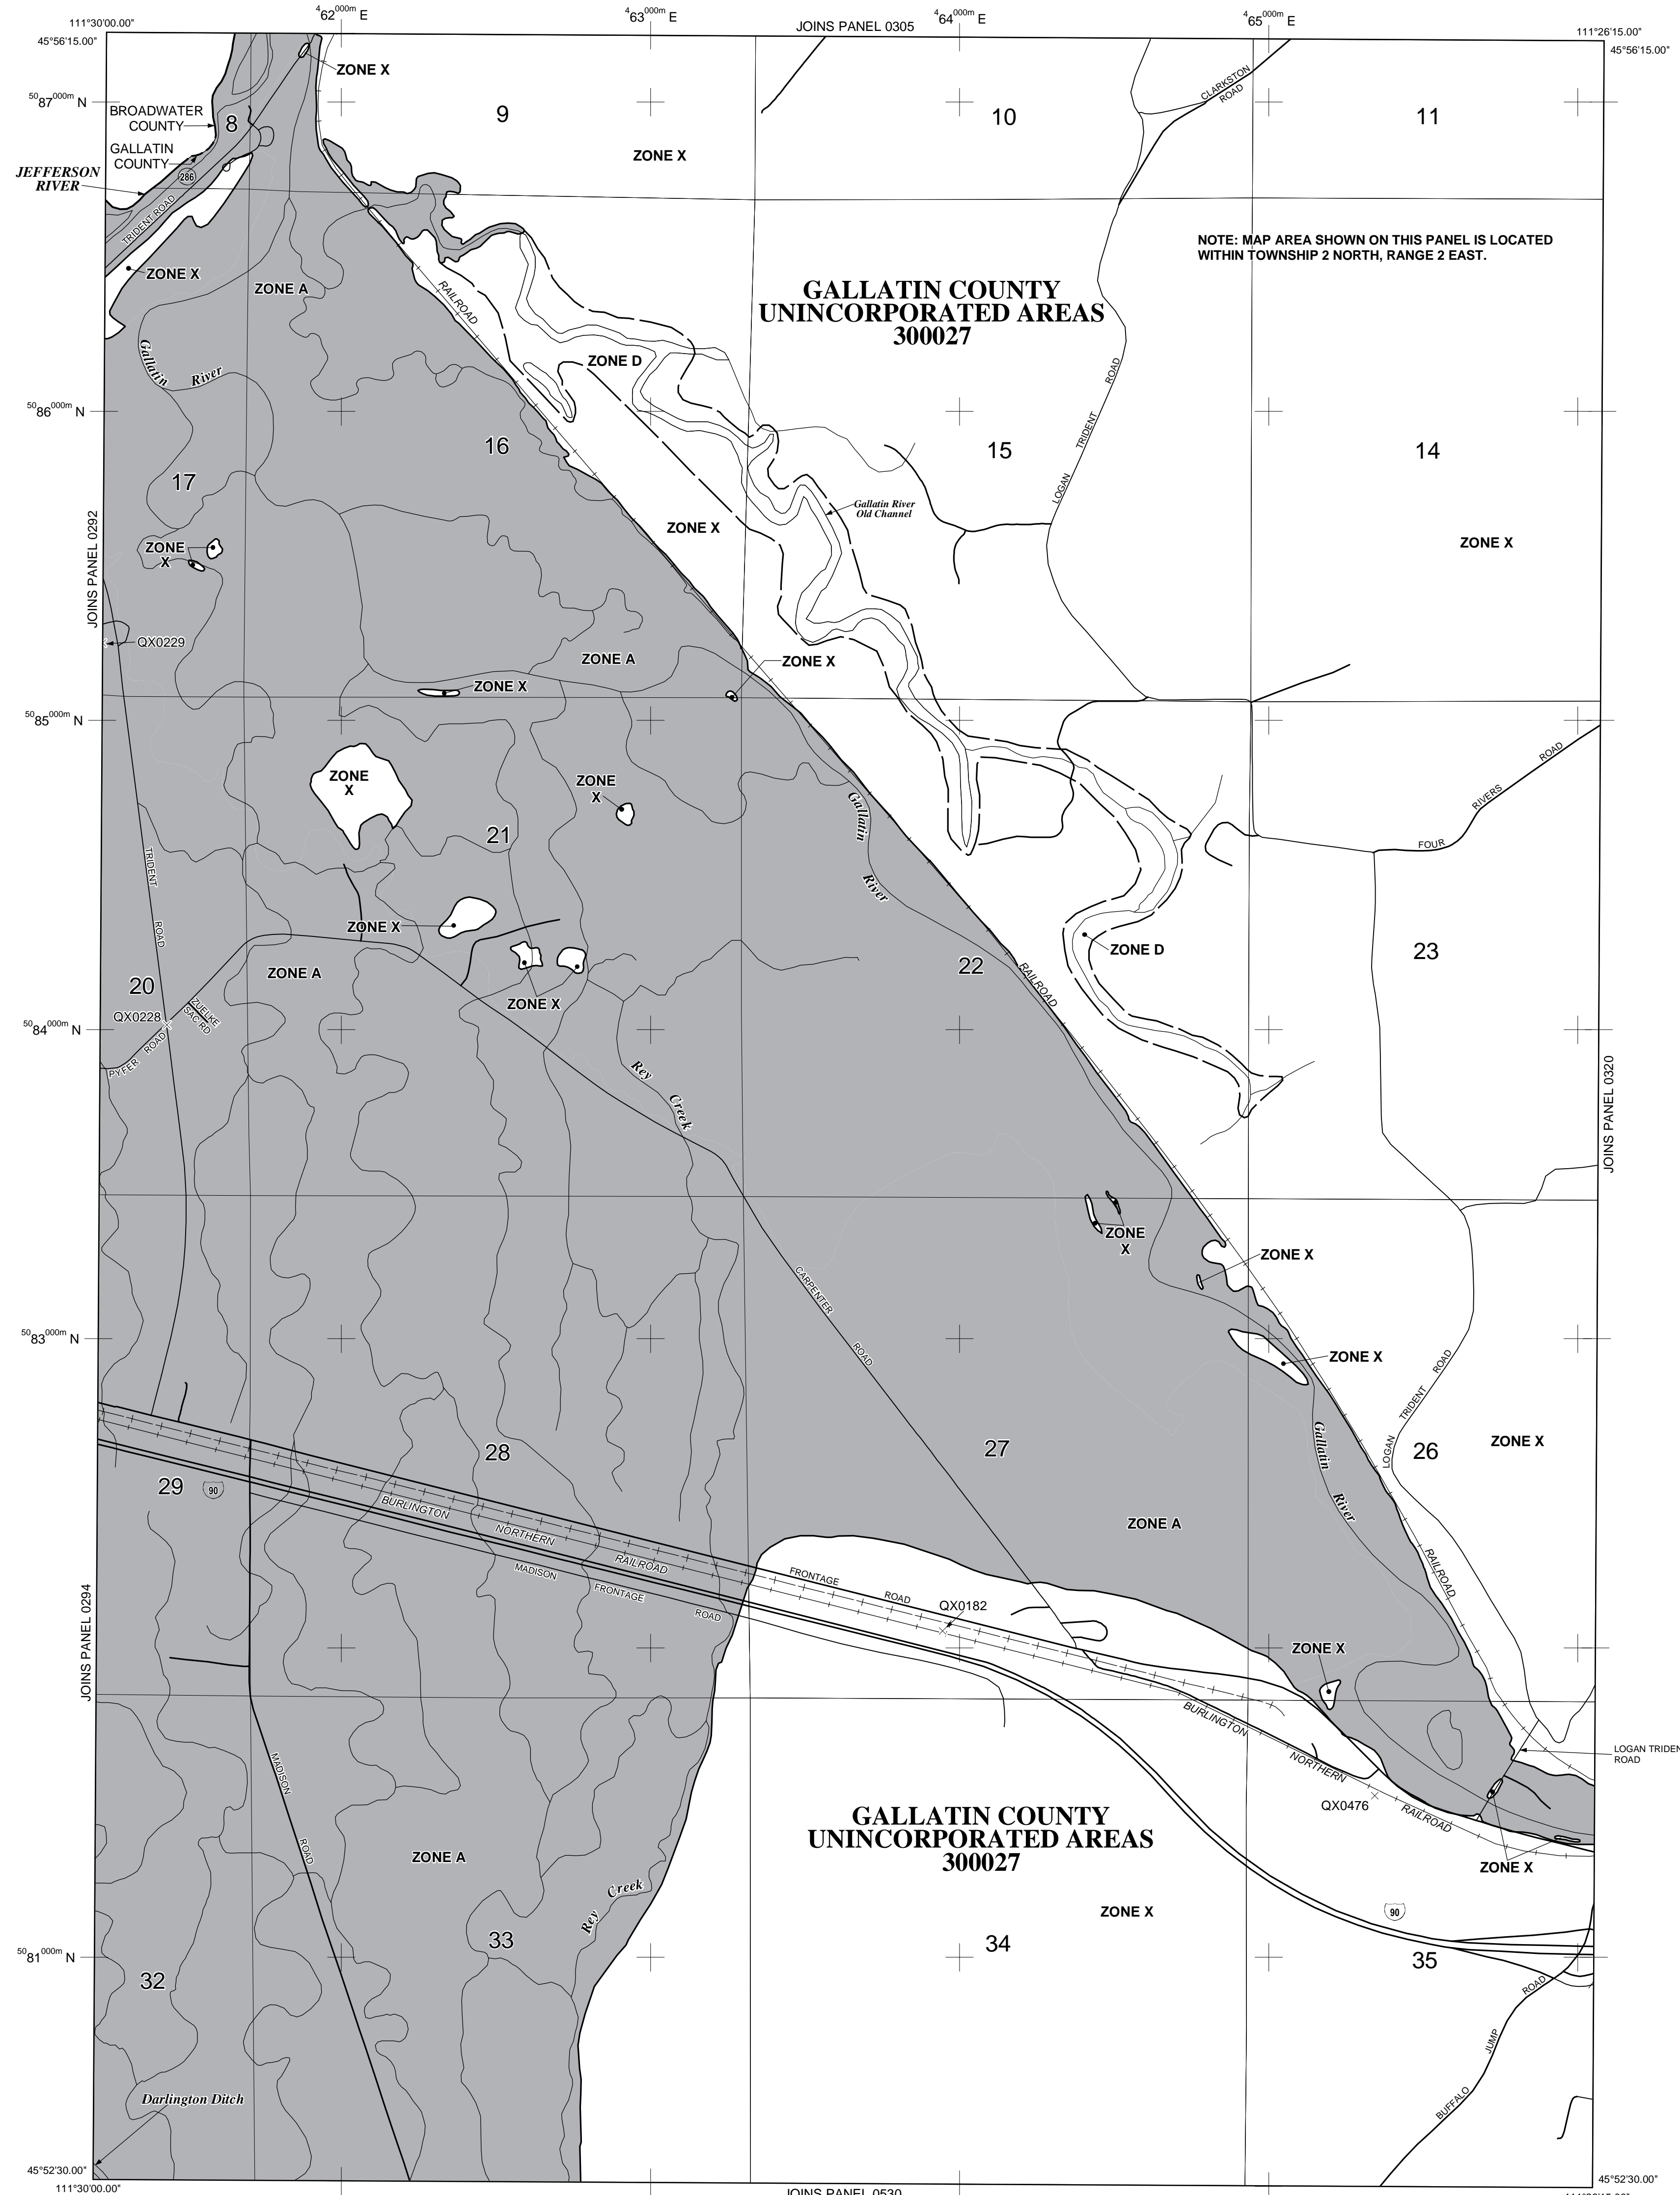 111°30'00.00"
⁴62⁰⁰⁰ᵐ E
⁴63⁰⁰⁰ᵐ E
JOINS PANEL 0305
⁴64⁰⁰⁰ᵐ E
⁴65⁰⁰⁰ᵐ E
111°26'15.00"
45°56'15.00"
45°56'15.00"
ZONE X
⁵⁰87⁰⁰⁰ᵐ N
BROADWATER
COUNTY
8
9
10
CLARKSTON
ROAD
11
GALLATIN
COUNTY
ZONE X
JEFFERSON
RIVER
286
TRIDENT ROAD
NOTE: MAP AREA SHOWN ON THIS PANEL IS LOCATED
WITHIN TOWNSHIP 2 NORTH, RANGE 2 EAST.
ZONE X
ZONE A
RAILROAD
GALLATIN COUNTY
UNINCORPORATED AREAS
300027
Gallatin
River
ZONE D
ROAD
TRIDENT
LOGAN
⁵⁰86⁰⁰⁰ᵐ N
16
15
14
17
JOINS PANEL 0292
Gallatin River
Old Channel
ZONE X
ZONE X
ZONE
X
QX0229
ZONE A
ZONE X
ZONE X
⁵⁰85⁰⁰⁰ᵐ N
ZONE
X
ZONE
X
Gallatin
River
ROAD
RIVERS
FOUR
21
TRIDENT
ROAD
ZONE X
ZONE D
22
23
ZONE A
20
ZONE X
RAILROAD
ZUELKE
SAC RD
QX0228
⁵⁰84⁰⁰⁰ᵐ N
PYFER
ROAD
Rey
Creek
JOINS PANEL 0320
ZONE
X
ZONE X
CARPENTER
ROAD
⁵⁰83⁰⁰⁰ᵐ N
ZONE X
ROAD
TRIDENT
LOGAN
Gallatin
River
28
27
26
ZONE X
29
90
BURLINGTON
NORTHERN
RAILROAD
ZONE A
MADISON
FRONTAGE
ROAD
FRONTAGE
ROAD
RAILROAD
QX0182
JOINS PANEL 0294
ZONE X
BURLINGTON
NORTHERN
RAILROAD
LOGAN TRIDEN
ROAD
MADISON
ROAD
QX0476
GALLATIN COUNTY
UNINCORPORATED AREAS
300027
ZONE A
ZONE X
Rey
Creek
ZONE X
90
33
34
35
⁵⁰81⁰⁰⁰ᵐ N
32
ROAD
JUMP
BUFFALO
Darlington Ditch
45°52'30.00"
45°52'30.00"
111°30'00.00"
JOINS PANEL 0530